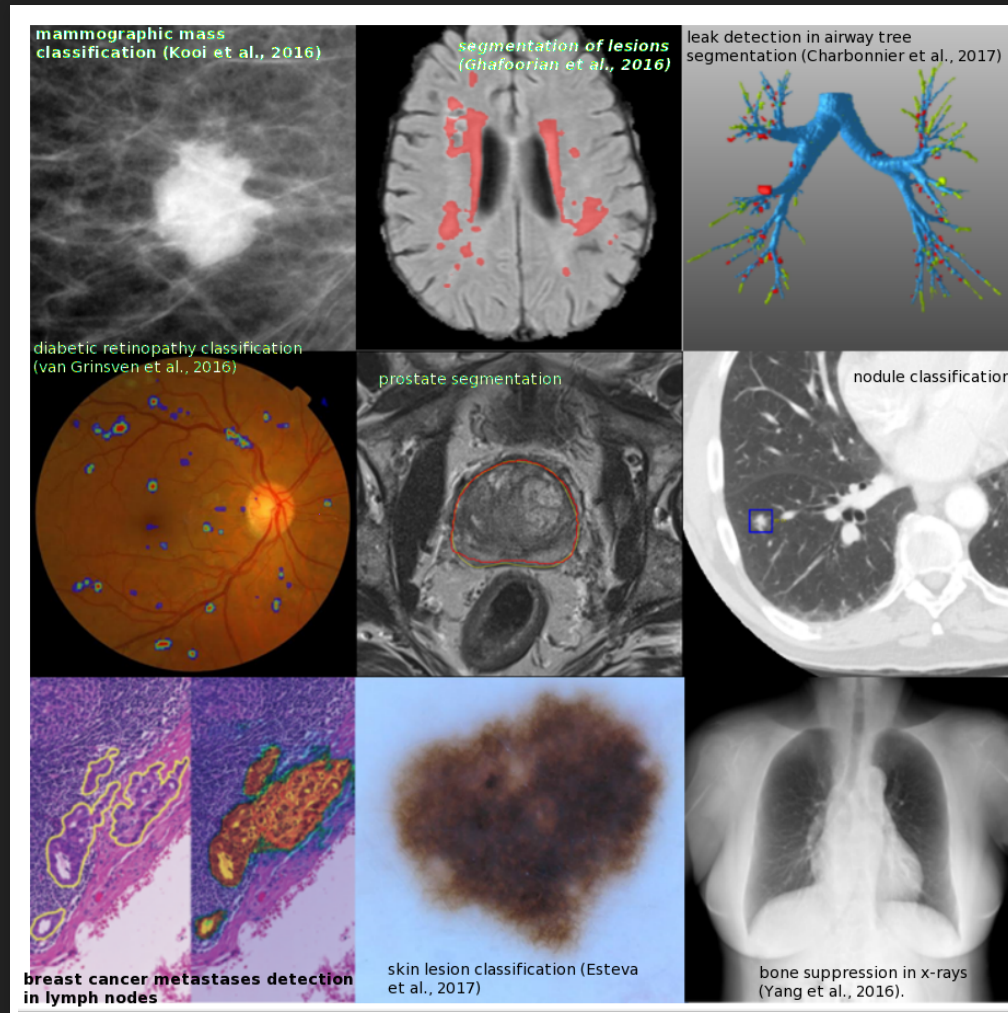 mammographic mass
classification (Kooi et al., 2016)
segmentation of lesions
(Ghafoorian et al., 2016)
leak detection in airway tree
segmentation (Charbonnier et al., 2017)
diabetic retinopathy classification
(van Grinsven et al., 2016)
prostate segmentation
nodule classification
breast cancer metastases detection
in lymph nodes
skin lesion classification (Esteva
et al., 2017)
bone suppression in x-rays
(Yang et al., 2016).